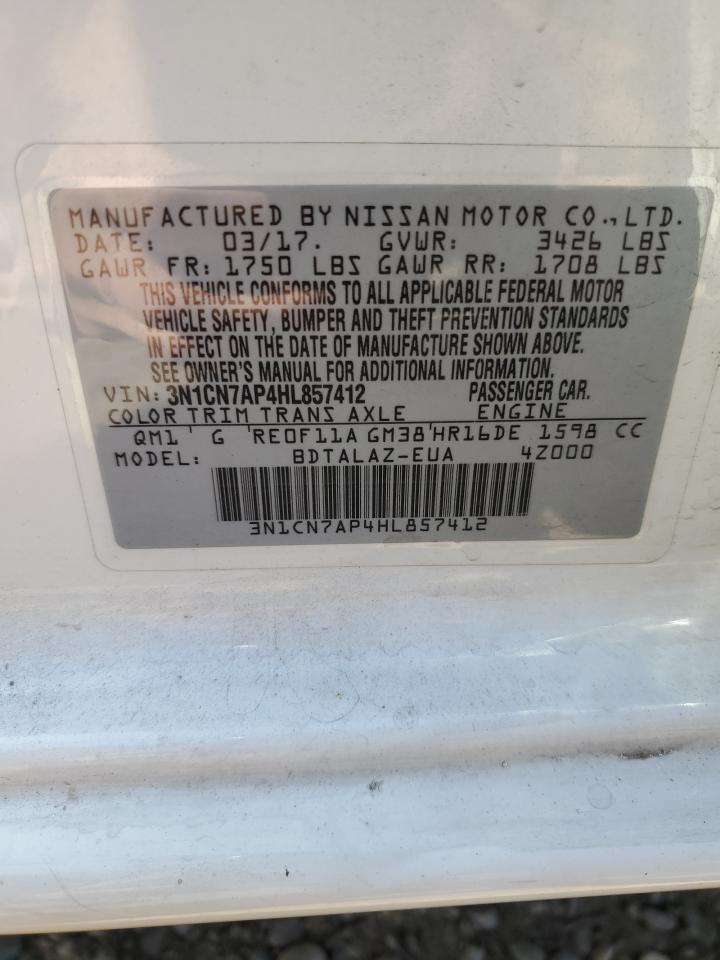 MANUFACTURED BY NISSAN MOTOR CO., LTD.
DATE: 03/17. GVWR: 3426 LBS
GAWR FR: 1750 LBS GAWR RR: 1708 LBS
THIS VEHICLE CONFORMS TO ALL APPLICABLE FEDERAL MOTOR
VEHICLE SAFETY, BUMPER AND THEFT PREVENTION STANDARDS
IN EFFECT ON THE DATE OF MANUFACTURE SHOWN ABOVE.
SEE OWNER'S MANUAL FOR ADDITIONAL INFORMATION.
VIN: 3N1CN7AP4HL857412 PASSENGER CAR.
COLOR TRIM TRANS AXLE ENGINE
QM1 G RE0F11A GM38 HR16DE 1598 CC
MODEL: BDTALAZ-EUA 4Z000
3N1CN7AP4HL857412